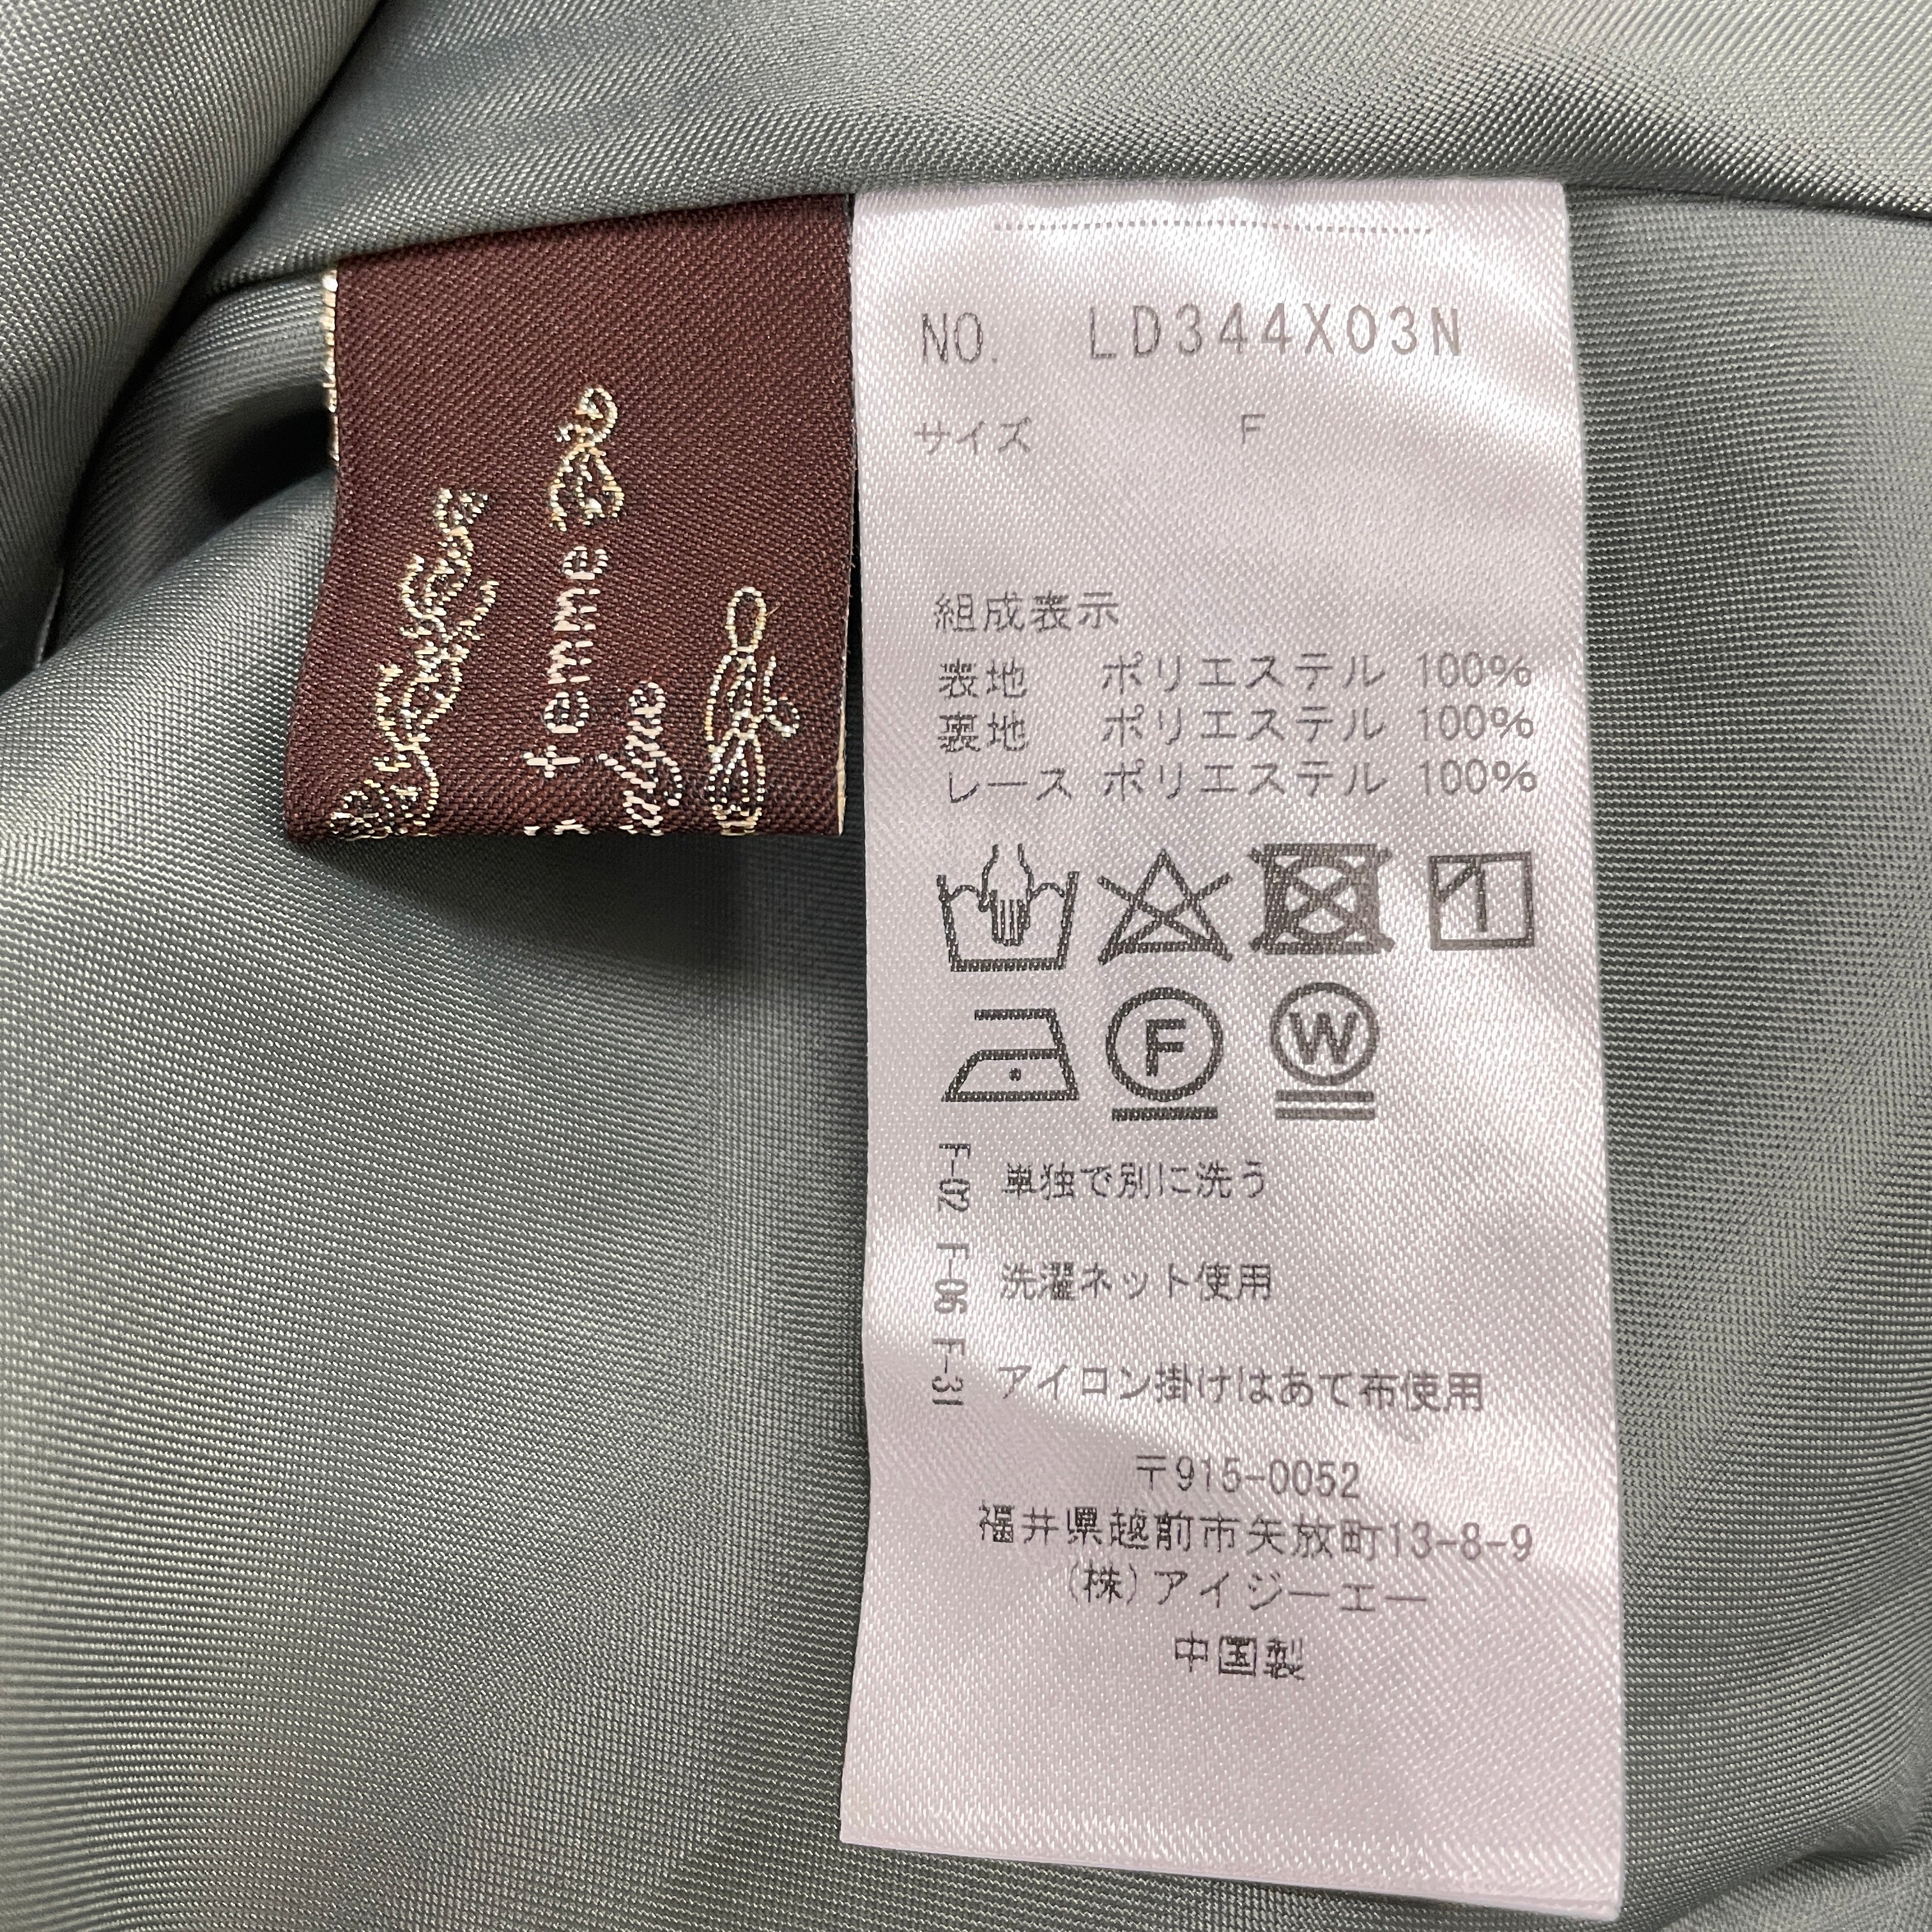 NO. LD344X03N
サイズ F
組成表示
表地 ポリエステル 100%
裏地 ポリエステル 100%
レース ポリエステル 100%
1
F W
F-02 F-06 F-31
単独で別に洗う
洗濯ネット使用
アイロン掛けはあて布使用
〒915-0052
福井県越前市矢放町13-8-9
(株)アイジーエー
中国製
temme